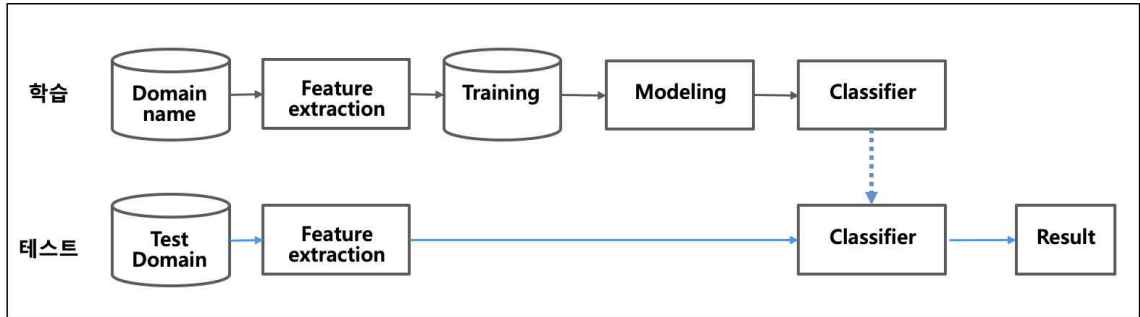 학습
Domain
name
Feature
extraction
Training
Modeling
Classifier
테스트
Test
Domain
Feature
extraction
Classifier
Result